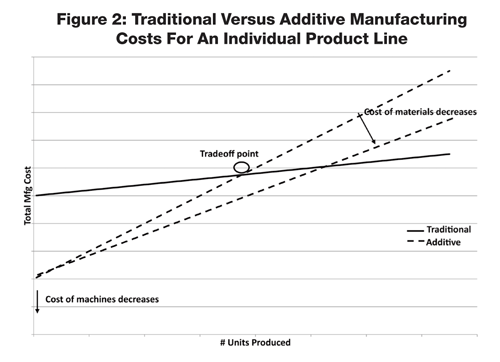 Figure 2: Traditional Versus Additive Manufacturing
Costs For An Individual Product Line
Cost of materials decreases
Tradeoff point
Total Mfg Cost
Traditional
Additive
Cost of machines decreases
# Units Produced